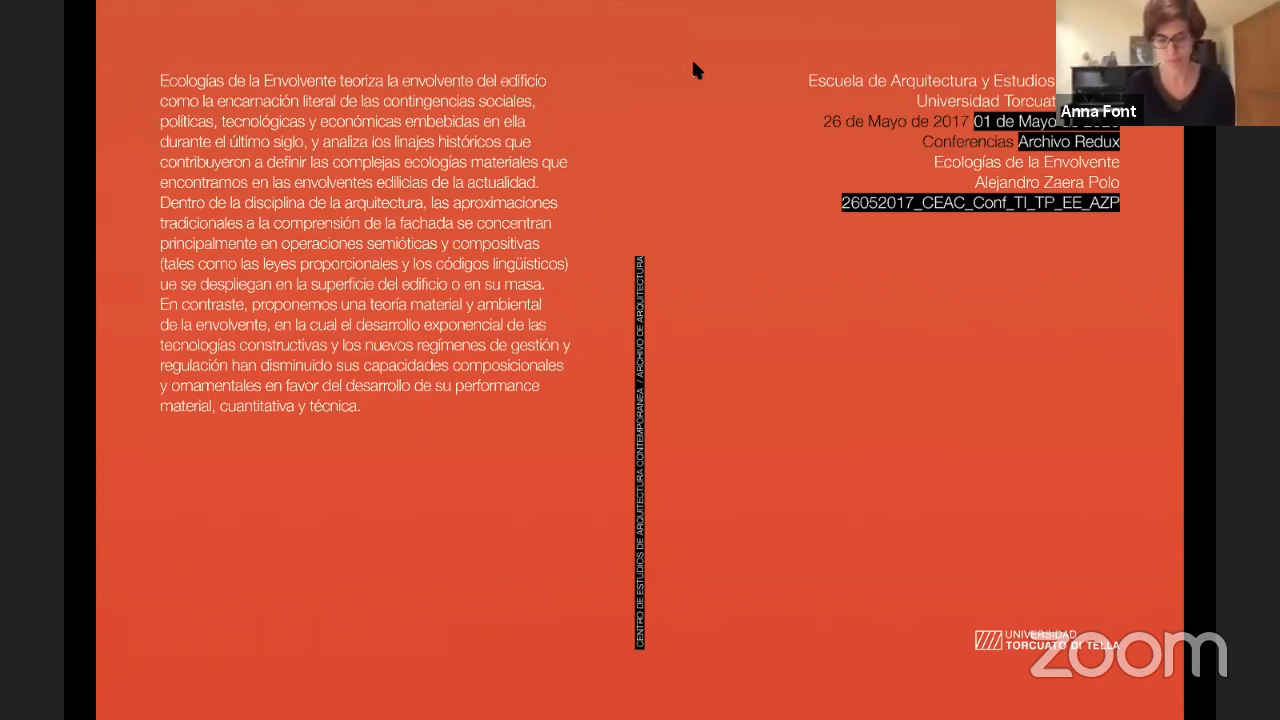 Ecologías de la Envolvente teoriza la envolvente del edificio
como la encarnación literal de las contingencias sociales,
políticas, tecnológicas y económicas embebidas en ella
durante el último siglo, y analiza los linajes históricos que
contribuyeron a definir las complejas ecologías materiales que
encontramos en las envolventes edilicias de la actualidad.
Dentro de la disciplina de la arquitectura, las aproximaciones
tradicionales a la comprensión de la fachada se concentran
principalmente en operaciones semióticas y compositivas
(tales como las leyes proporcionales y los códigos lingüísticos)
ue se despliegan en la superficie del edificio o en su masa.
En contraste, proponemos una teoría material y ambiental
de la envolvente, en la cual el desarrollo exponencial de las
tecnologías constructivas y los nuevos regímenes de gestión y
regulación han disminuido sus capacidades composicionales
y ornamentales en favor del desarrollo de su performance
material, cuantitativa y técnica.
CENTRO DE ESTUDIOS DE ARQUITECTURA CONTEMPORANEA / ARCHIVO DE ARQUITECTURA
Escuela de Arquitectura y Estudios
Universidad
26 de Mayo de 2017 01 de Mayo
Conferencias Archivo Redux
Ecologías de la Envolvente
Alejandro Zaera Polo
26052017_CEAC_Conf_TI_TP_EE_AZP
Anna Font
UNIVERSIDAD
TORCUATO DI TELLA
zoom